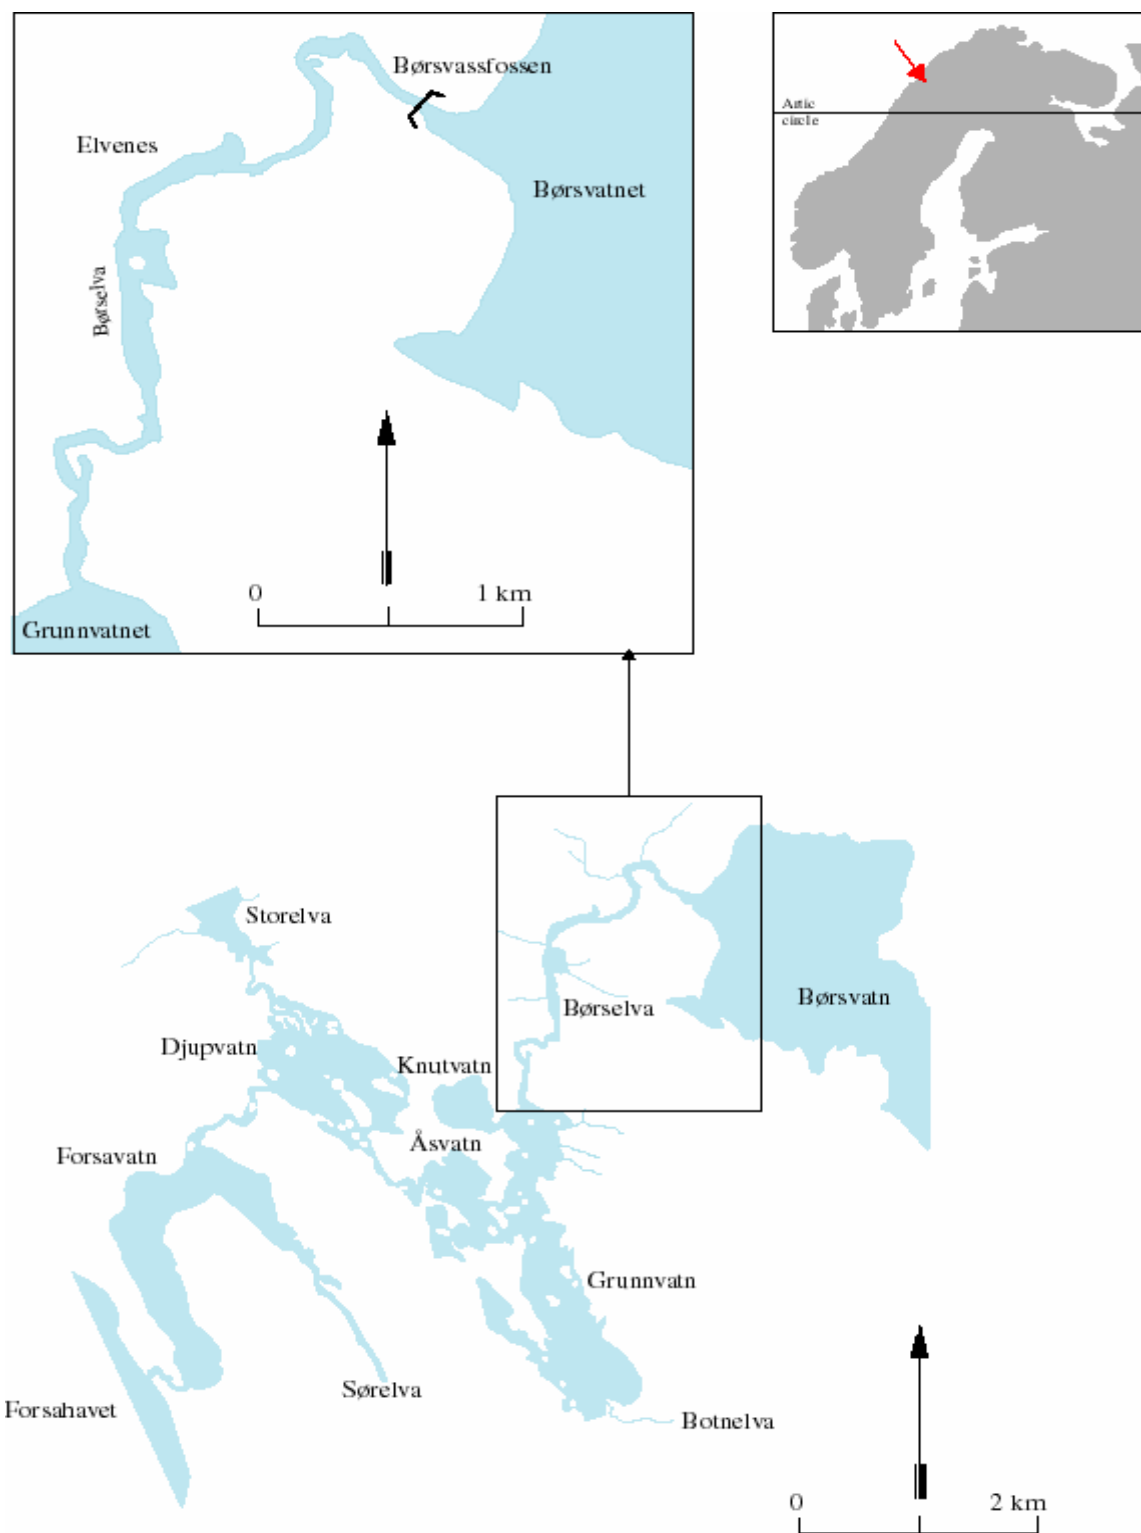 Børsvassfossen
Elvenes
Børsvatnet
Børselva
0 1 km
Grunnvatnet
Artic
circle
Storelva
Børsvatn
Børselva
Djupvatn
Knutvatn
Åsvatn
Forsavatn
Grunnvatn
Sørelva
Forsahavet
Botnelva
0 2 km